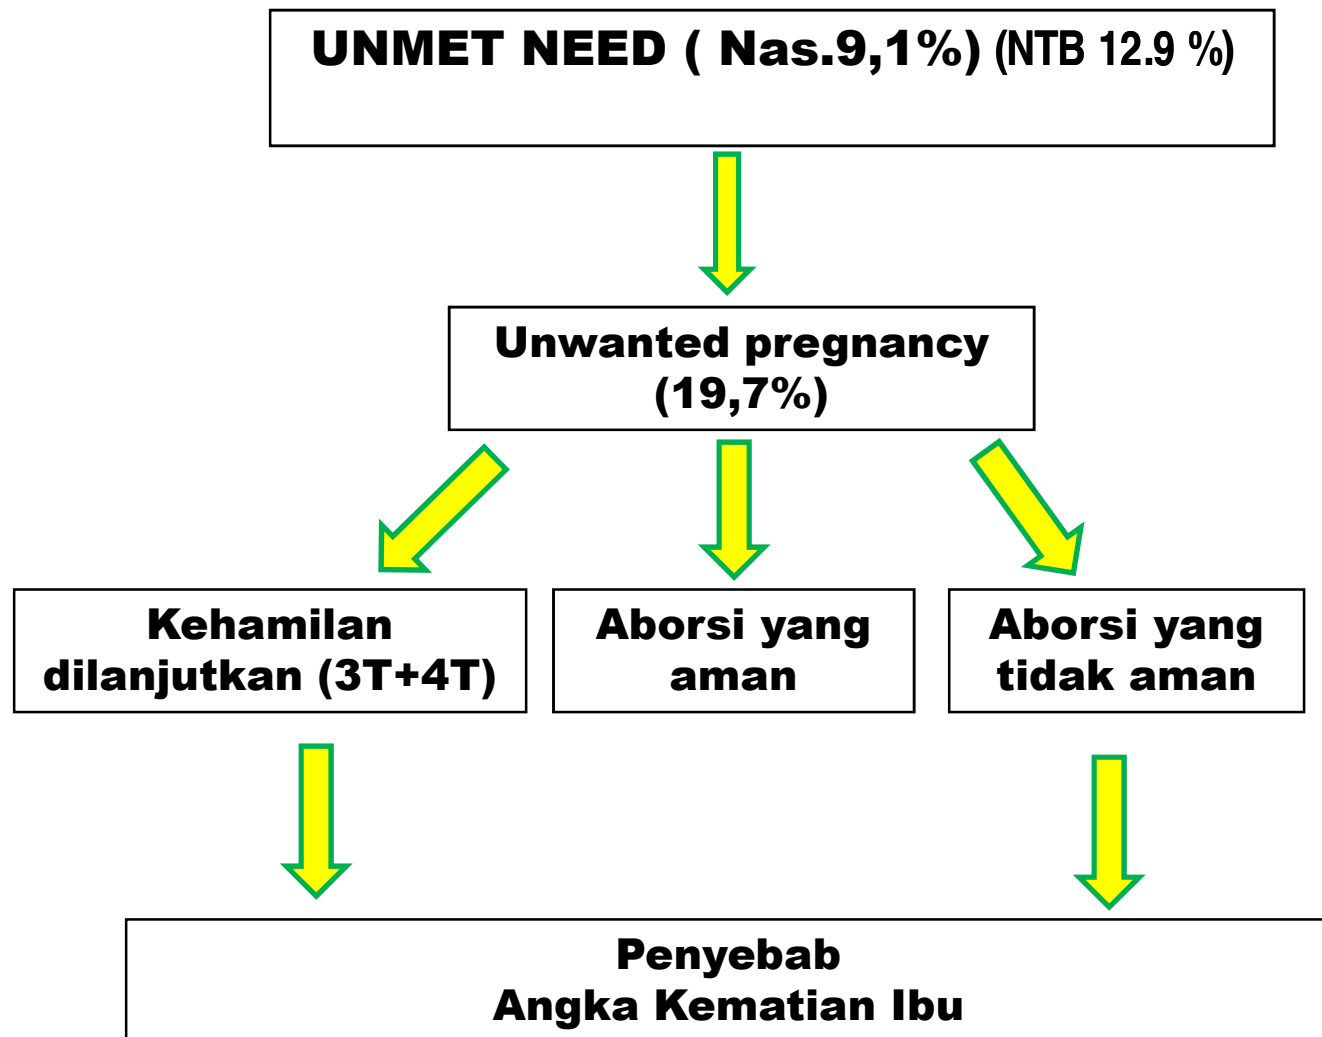 UNMET NEED ( Nas.9,1%) (NTB 12.9 %)
Unwanted pregnancy
(19,7%)
Kehamilan
dilanjutkan (3T+4T)
Aborsi yang
aman
Aborsi yang
tidak aman
Penyebab
Angka Kematian Ibu